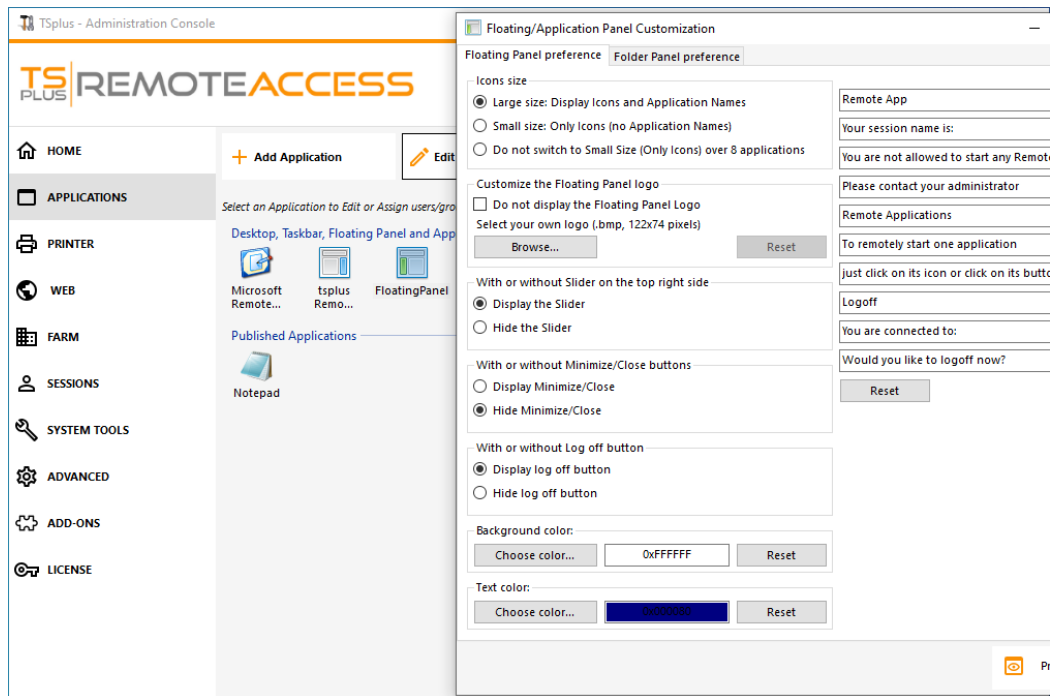 TSplus - Administration Console
TS PLUS REMOTEACCESS
HOME
APPLICATIONS
PRINTER
WEB
FARM
SESSIONS
SYSTEM TOOLS
ADVANCED
ADD-ONS
LICENSE
Add Application
Edit
Select an Application to Edit or Assign users/gro
Desktop, Taskbar, Floating Panel and App
Microsoft Remote...
tsplus Remo...
FloatingPanel
Published Applications
Notepad
Floating/Application Panel Customization
Floating Panel preference
Folder Panel preference
Icons size
Large size: Display Icons and Application Names
Small size: Only Icons (no Application Names)
Do not switch to Small Size (Only Icons) over 8 applications
Customize the Floating Panel logo
Do not display the Floating Panel Logo
Select your own logo (.bmp, 122x74 pixels)
Browse...
Reset
With or without Slider on the top right side
Display the Slider
Hide the Slider
With or without Minimize/Close buttons
Display Minimize/Close
Hide Minimize/Close
With or without Log off button
Display log off button
Hide log off button
Background color:
Choose color...
0xFFFFFF
Reset
Text color:
Choose color...
0x000080
Reset
Remote App
Your session name is:
You are not allowed to start any Remote
Please contact your administrator
Remote Applications
To remotely start one application
just click on its icon or click on its butto
Logoff
You are connected to:
Would you like to logoff now?
Reset
Pr